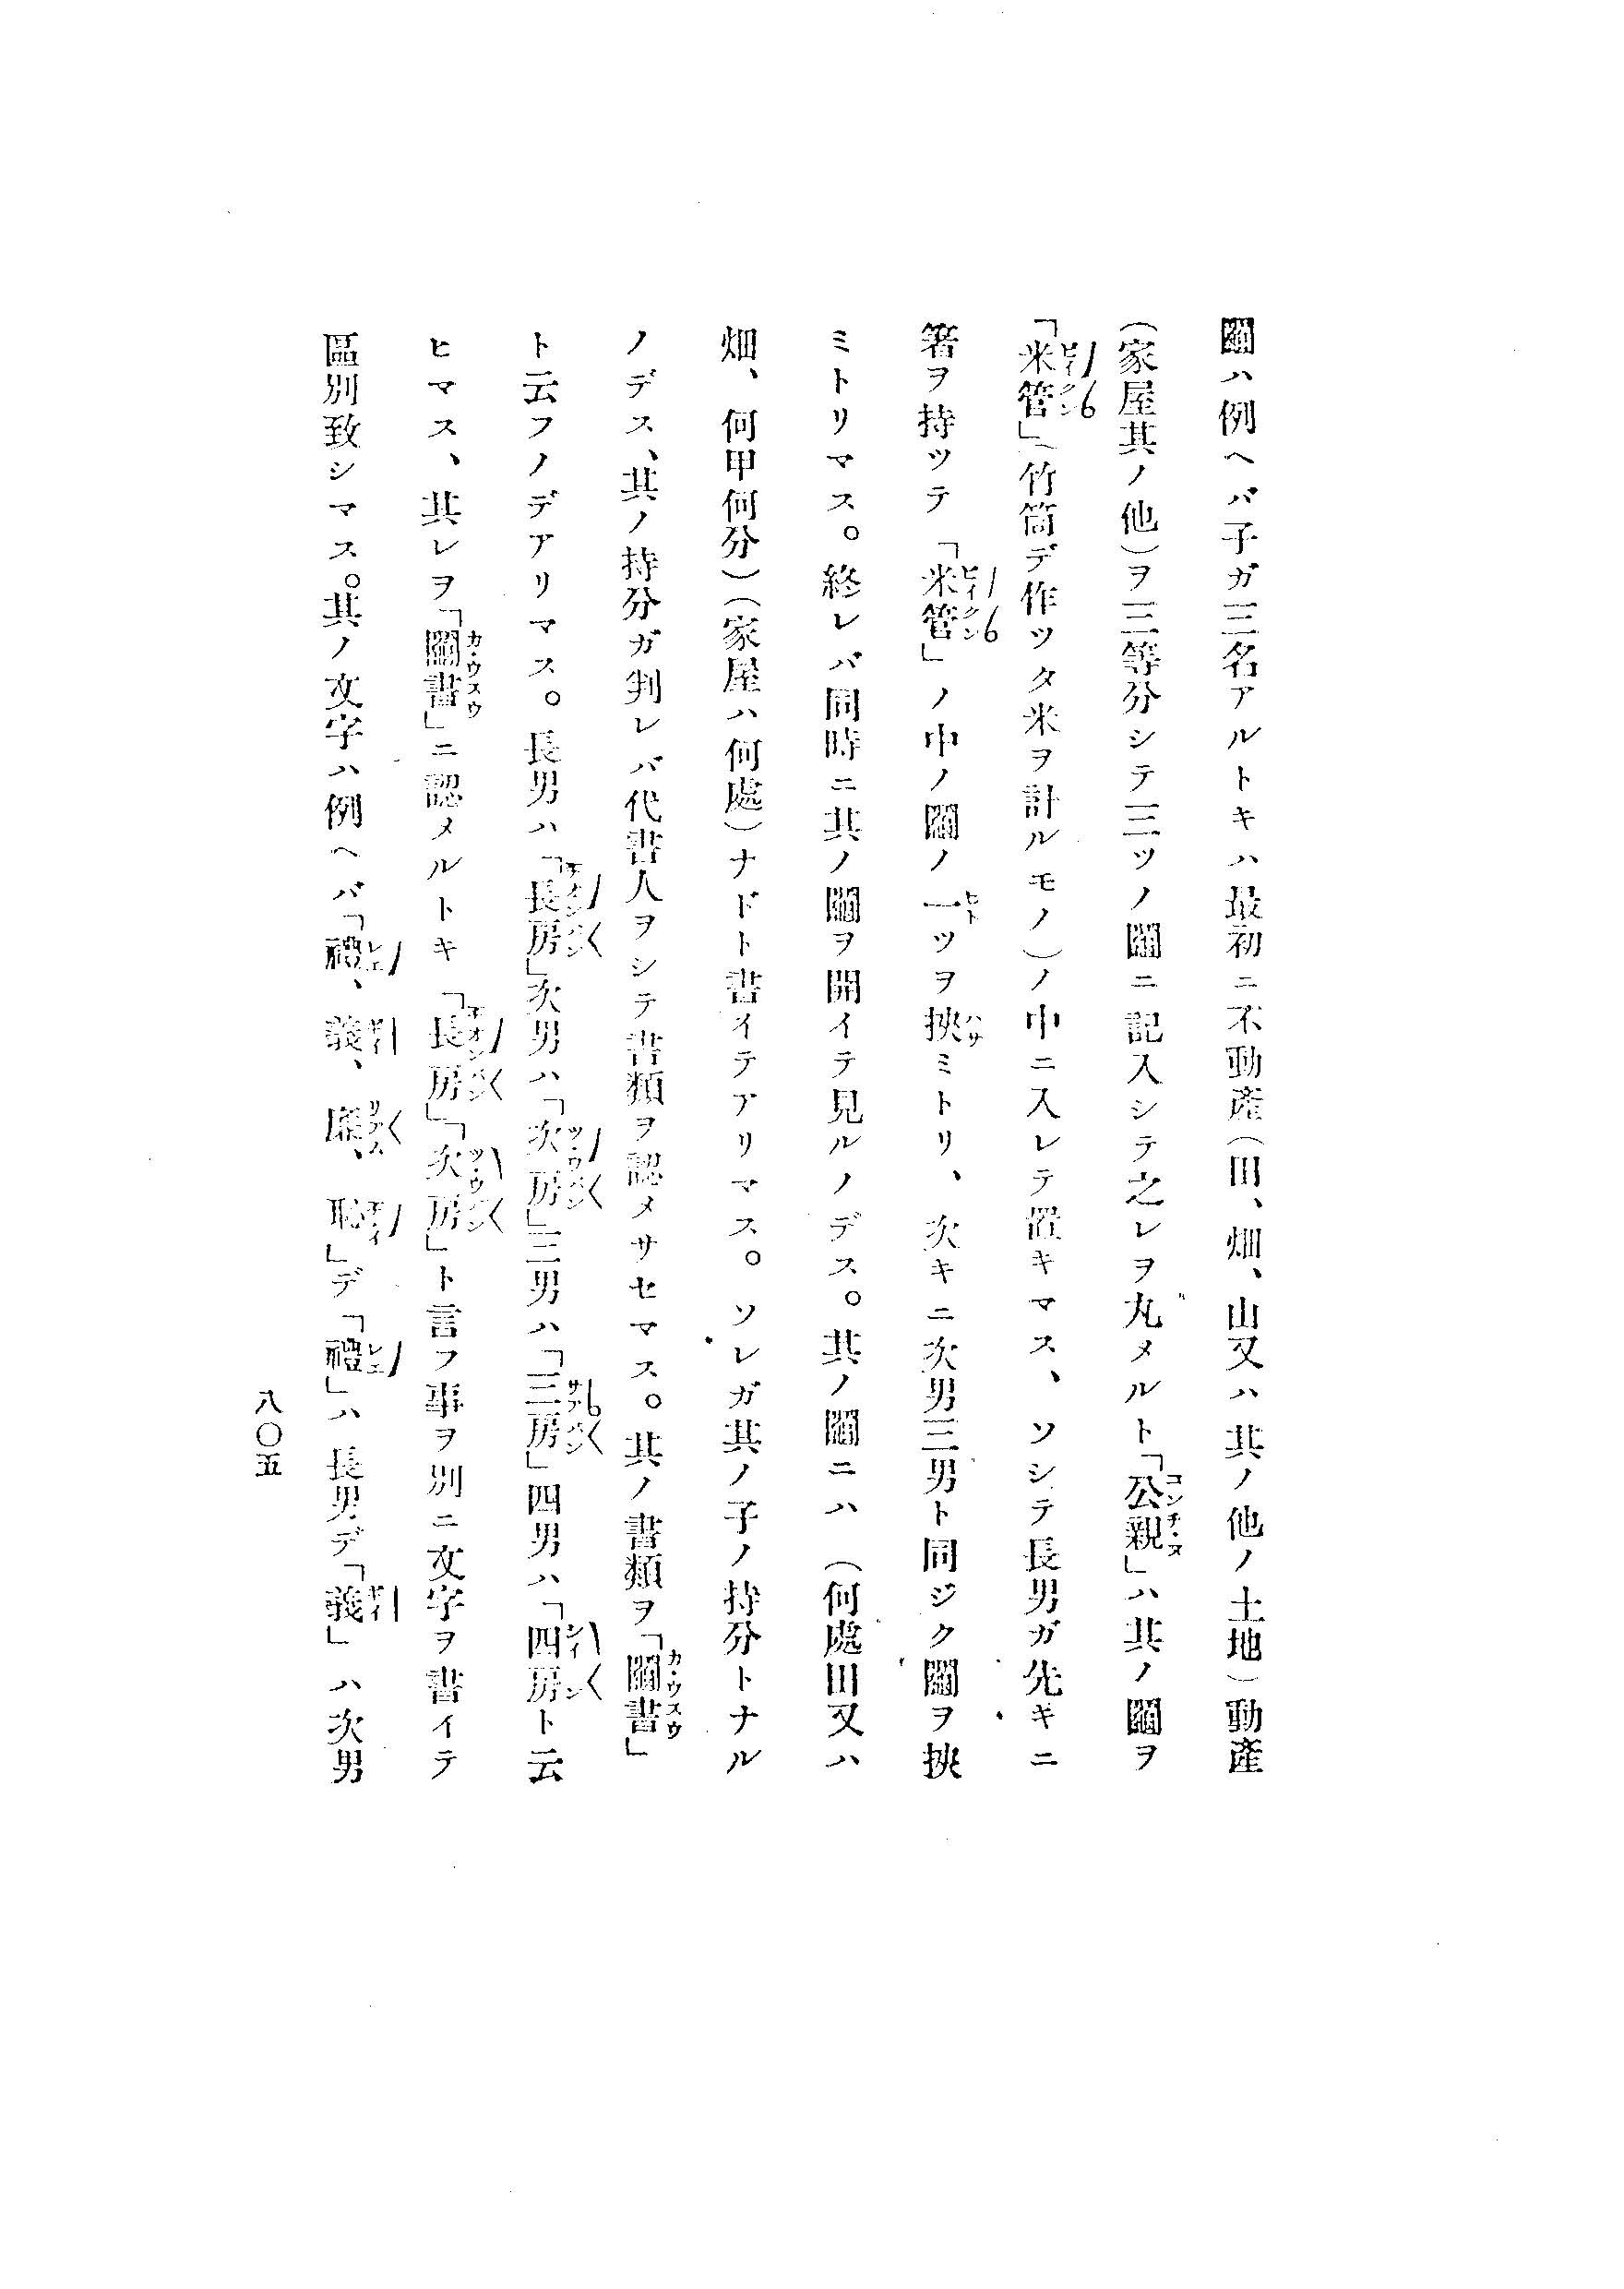 鬮ハ例ヘバ子ガ三名アルトキハ最初ニ不動產(田、畑、山又ハ其ノ他ノ土地)動產
(家屋其ノ他)ヲ三等分シテ三ツノ鬮ニ記入シテ之レヲ丸メルト「公親」ハ其ノ鬮ヲ
「米管」(竹筒デ作ツタ米ヲ計ルモノ)ノ中ニ入レテ置キマス、ソシテ長男ガ先キニ
箸ヲ持ツテ「米管」ノ中ノ鬮ノ一ツヲ挾ミトリ、次キニ次男三男ト同ジク鬮ヲ挾
ミトリマス。終レバ同時ニ其ノ鬮ヲ開イテ見ルノデス。其ノ鬮ニハ(何處田又ハ
畑、何甲何分)(家屋ハ何處)ナドト書イテアリマス。ソレガ其ノ子ノ持分トナル
ノデス、其ノ持分ガ判レバ代書人ヲシテ書類ヲ認メサセマス。其ノ書類ヲ「鬮書」
ト云フノデアリマス。長男ハ「長房」次男ハ「次房」三男ハ「三房」四男ハ「四房」ト云
ヒマス、其レヲ「鬮書」ニ認メルトキ「長房」「次房」ト言フ事ヲ別ニ文字ヲ書イテ
區別致シマス。其ノ文字ハ例ヘバ「禮、義、廉、恥」デ「禮」ハ長男デ「義」ハ次男
八〇五